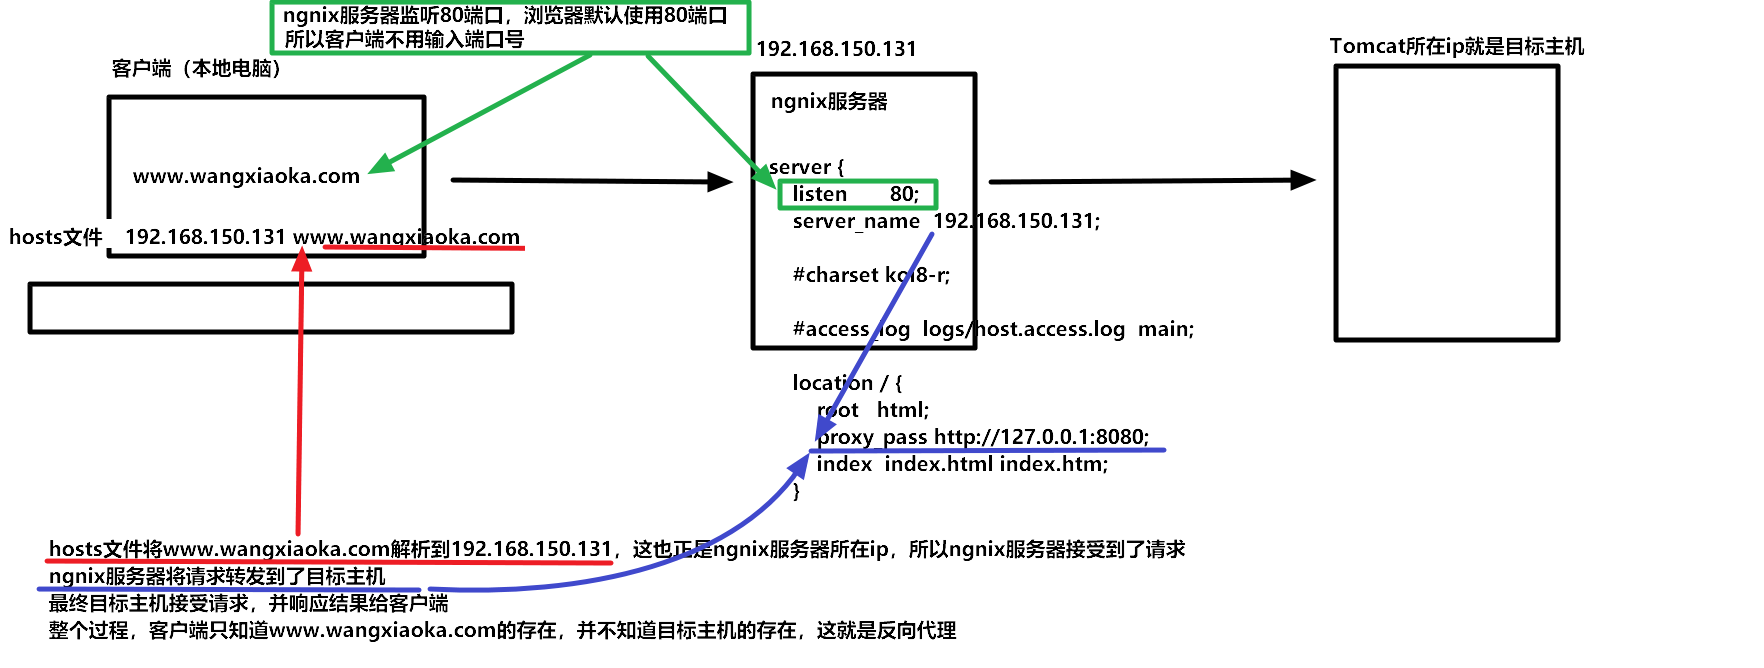 ngnix服务器监听80端口，浏览器默认使用80端口
所以客户端不用输入端口号
客户端（本地电脑）
www.wangxiaoka.com
hosts文件 192.168.150.131 www.wangxiaoka.com
192.168.150.131
ngnix服务器
server {
listen 80;
server_name 192.168.150.131;
#charset koi8-r;
#access_log logs/host.access.log main;
location / {
root html;
proxy_pass http://127.0.0.1:8080;
index index.html index.htm;
}
Tomcat所在ip就是目标主机
hosts文件将www.wangxiaoka.com解析到192.168.150.131，这也正是ngnix服务器所在ip，所以ngnix服务器接受到了请求
ngnix服务器将请求转发到了目标主机
最终目标主机接受请求，并响应结果给客户端
整个过程，客户端只知道www.wangxiaoka.com的存在，并不知道目标主机的存在，这就是反向代理